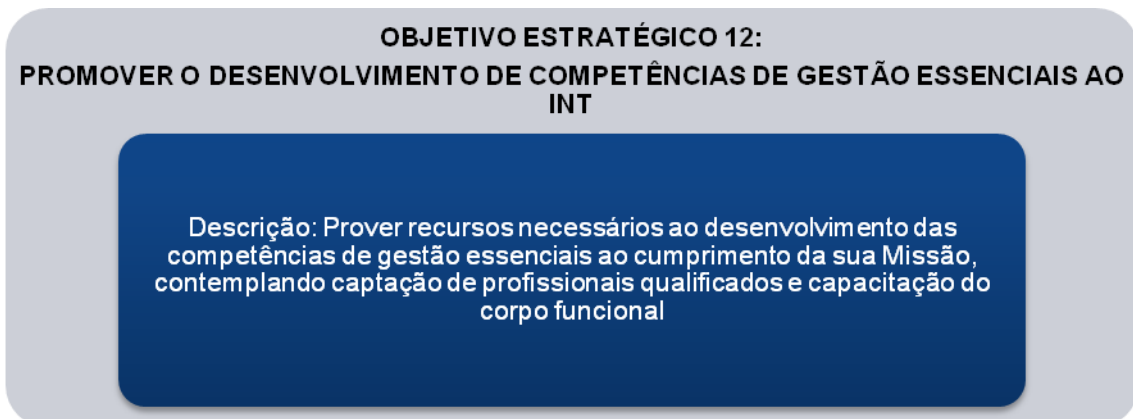 OBJETIVO ESTRATÉGICO 12:
PROMOVER O DESENVOLVIMENTO DE COMPETÊNCIAS DE GESTÃO ESSENCIAIS AO
INT
Descrição: Prover recursos necessários ao desenvolvimento das
competências de gestão essenciais ao cumprimento da sua Missão,
contemplando captação de profissionais qualificados e capacitação do
corpo funcional